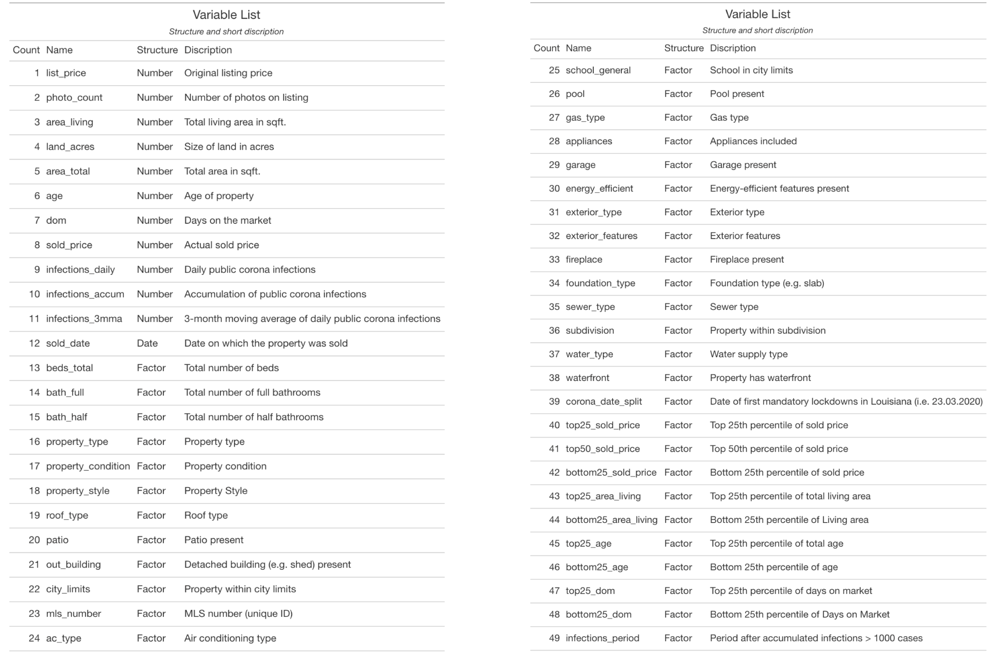 Variable List
Structure and short discription
Count Name Structure Discription
1 list_price Number Original listing price
2 photo_count Number Number of photos on listing
3 area_living Number Total living area in sqft.
4 land_acres Number Size of land in acres
5 area_total Number Total area in sqft.
6 age Number Age of property
7 dom Number Days on the market
8 sold_price Number Actual sold price
9 infections_daily Number Daily public corona infections
10 infections_accum Number Accumulation of public corona infections
11 infections_3mma Number 3-month moving average of daily public corona infections
12 sold_date Date Date on which the property was sold
13 beds_total Factor Total number of beds
14 bath_full Factor Total number of full bathrooms
15 bath_half Factor Total number of half bathrooms
16 property_type Factor Property type
17 property_condition Factor Property condition
18 property_style Factor Property Style
19 roof_type Factor Roof type
20 patio Factor Patio present
21 out_building Factor Detached building (e.g. shed) present
22 city_limits Factor Property within city limits
23 mls_number Factor MLS number (unique ID)
24 ac_type Factor Air conditioning type
Variable List
Structure and short discription
Count Name Structure Discription
25 school_general Factor School in city limits
26 pool Factor Pool present
27 gas_type Factor Gas type
28 appliances Factor Appliances included
29 garage Factor Garage present
30 energy_efficient Factor Energy-efficient features present
31 exterior_type Factor Exterior type
32 exterior_features Factor Exterior features
33 fireplace Factor Fireplace present
34 foundation_type Factor Foundation type (e.g. slab)
35 sewer_type Factor Sewer type
36 subdivision Factor Property within subdivision
37 water_type Factor Water supply type
38 waterfront Factor Property has waterfront
39 corona_date_split Factor Date of first mandatory lockdowns in Louisiana (i.e. 23.03.2020)
40 top25_sold_price Factor Top 25th percentile of sold price
41 top50_sold_price Factor Top 50th percentile of sold price
42 bottom25_sold_price Factor Bottom 25th percentile of sold price
43 top25_area_living Factor Top 25th percentile of total living area
44 bottom25_area_living Factor Bottom 25th percentile of Living area
45 top25_age Factor Top 25th percentile of total age
46 bottom25_age Factor Bottom 25th percentile of age
47 top25_dom Factor Top 25th percentile of days on market
48 bottom25_dom Factor Bottom 25th percentile of Days on Market
49 infections_period Factor Period after accumulated infections > 1000 cases